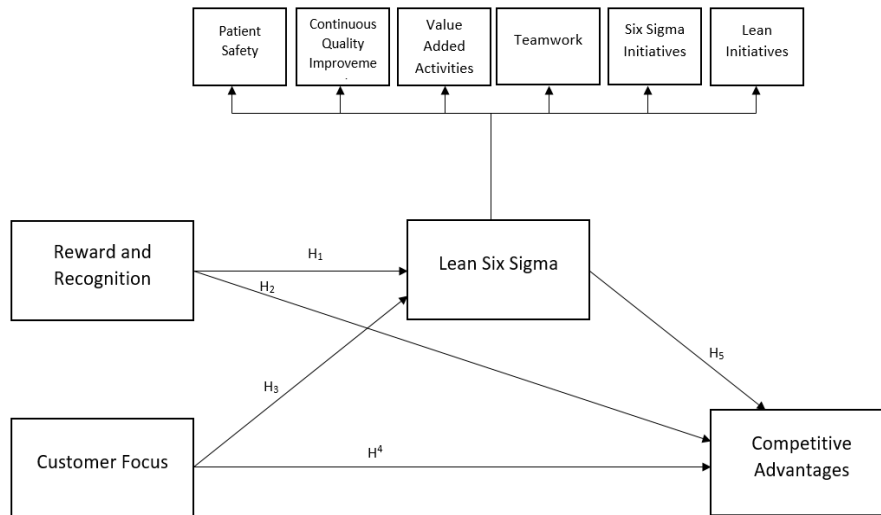 Patient
Safety
Continuous
Quality
Improveme
Value
Added
Activities
Teamwork
Six Sigma
Initiatives
Lean
Initiatives
Reward and
Recognition
H₁
Lean Six Sigma
H₂
H₃
H₅
Customer Focus
H⁴
Competitive
Advantages